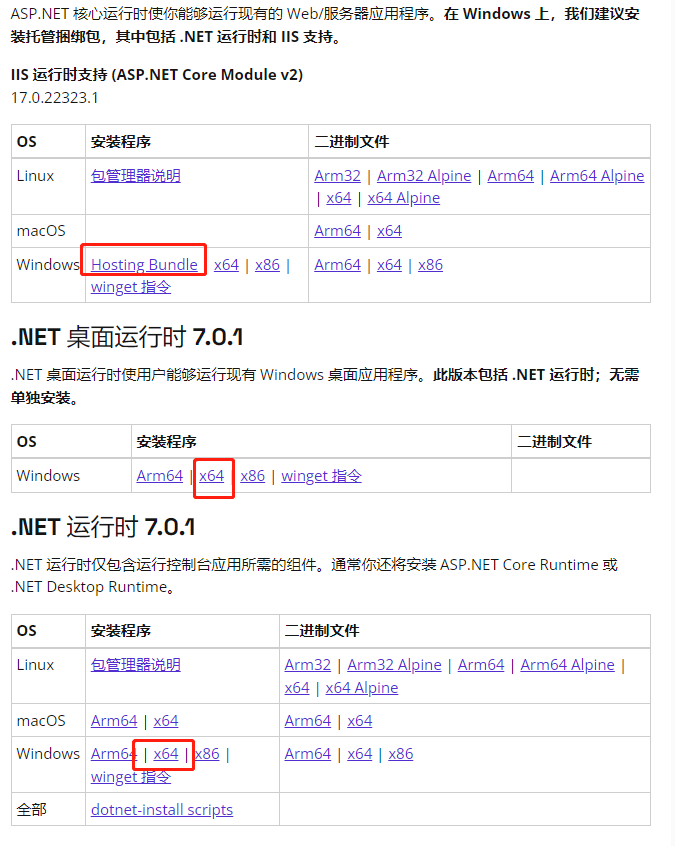 ASP.NET 核心运行时使你能够运行现有的 Web/服务器应用程序。在 Windows 上，我们建议安
装托管捆绑包，其中包括 .NET 运行时和 IIS 支持。
IIS 运行时支持 (ASP.NET Core Module v2)
17.0.22323.1
OS 安装程序 二进制文件
Linux 包管理器说明 Arm32 | Arm32 Alpine | Arm64 | Arm64 Alpine
| x64 | x64 Alpine
macOS Arm64 | x64
Windows Hosting Bundle x64 | x86 | Arm64 | x64 | x86
winget 指令
.NET 桌面运行时 7.0.1
.NET 桌面运行时使用户能够运行现有 Windows 桌面应用程序。此版本包括 .NET 运行时；无需
单独安装。
OS 安装程序 二进制文件
Windows Arm64 | x64 x86 | winget 指令
.NET 运行时 7.0.1
.NET 运行时仅包含运行控制台应用所需的组件。通常你还将安装 ASP.NET Core Runtime 或
.NET Desktop Runtime。
OS 安装程序 二进制文件
Linux 包管理器说明 Arm32 | Arm32 Alpine | Arm64 | Arm64 Alpine |
x64 | x64 Alpine
macOS Arm64 | x64 Arm64 | x64
Windows Arm64 | x64 | x86 | Arm64 | x64 | x86
winget 指令
全部 dotnet-install scripts